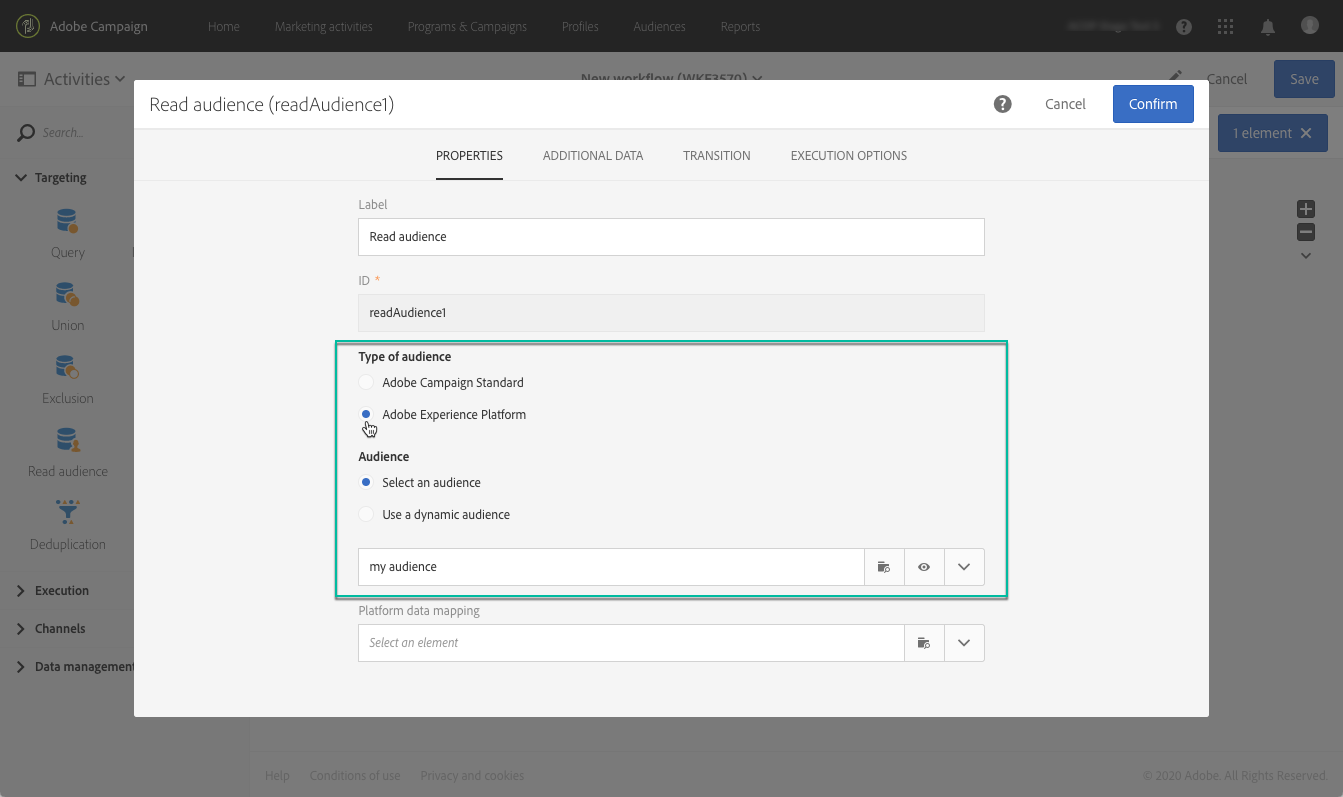 Adobe Campaign Home Marketing activities Programs & Campaigns Profiles Audiences Reports
Activities New workflow (WKF3570) Cancel Save
Read audience (readAudience1) Cancel Confirm
Search... 1 element
PROPERTIES ADDITIONAL DATA TRANSITION EXECUTION OPTIONS
Targeting
Label
Read audience
Query
ID *
readAudience1
Union
Type of audience
Adobe Campaign Standard
Exclusion
Adobe Experience Platform
Audience
Read audience
Select an audience
Use a dynamic audience
Deduplication
my audience
Execution
Platform data mapping
Channels
Select an element
Data management
Help Conditions of use Privacy and cookies © 2020 Adobe. All Rights Reserved.